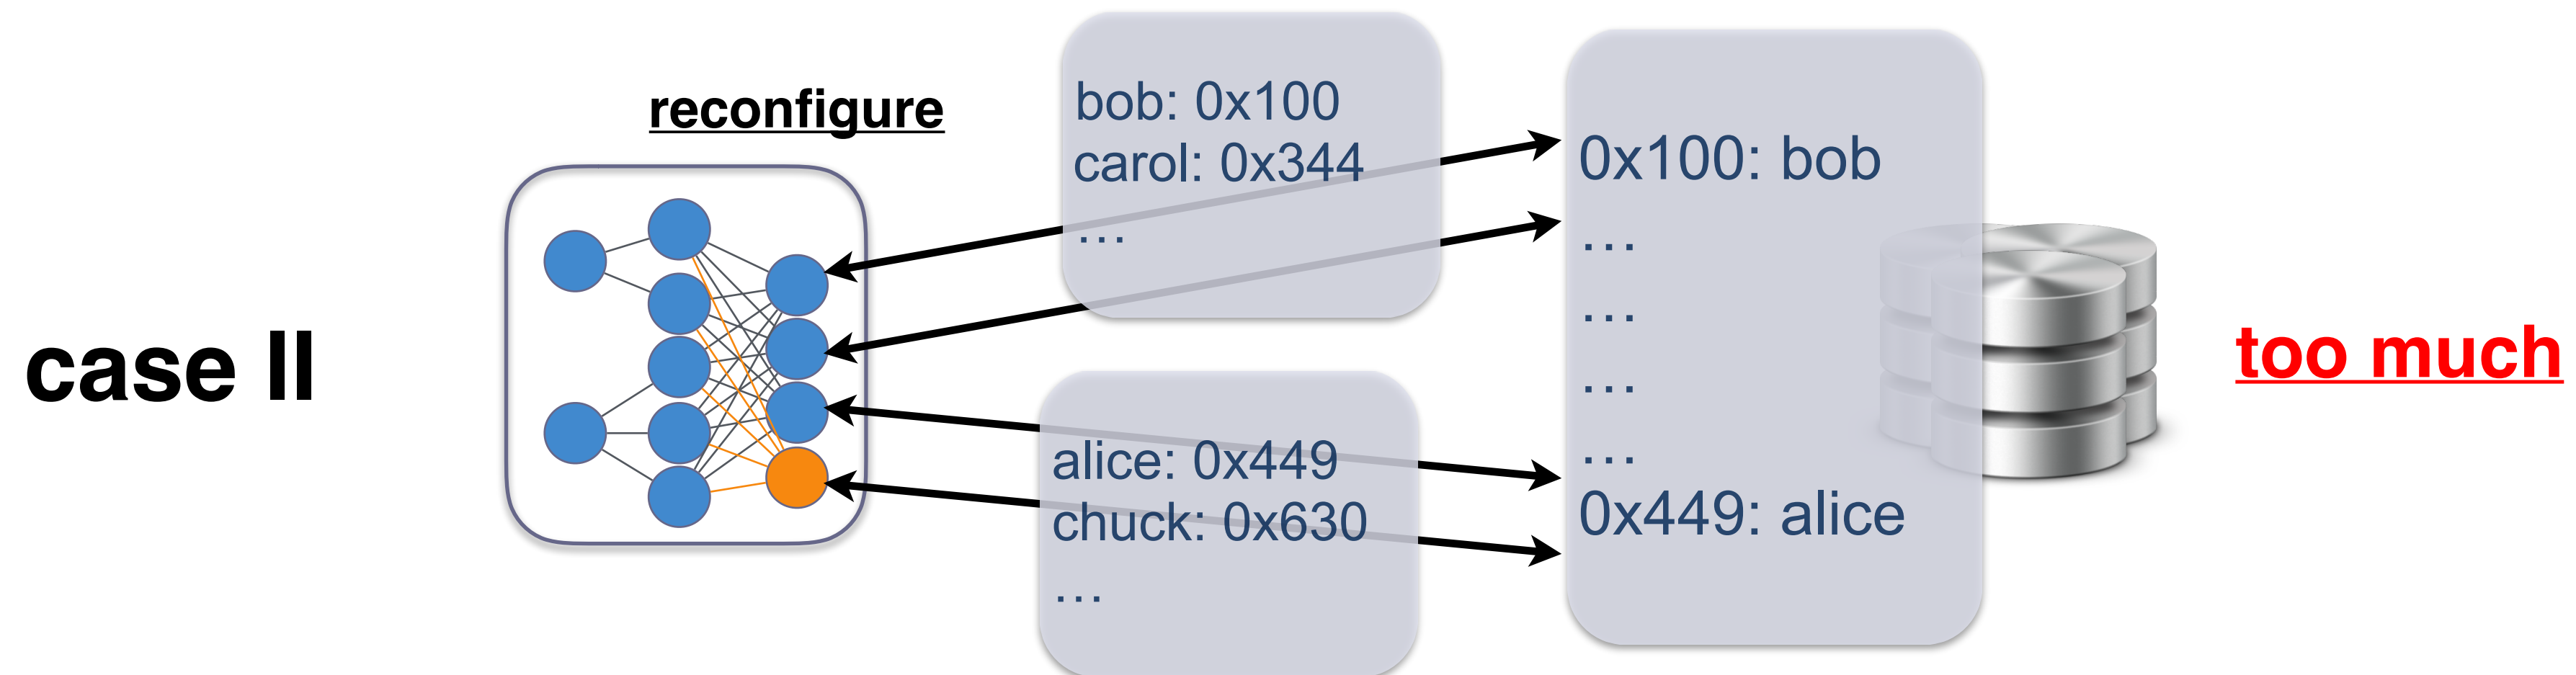 case II
reconfigure
bob: 0x100
carol: 0x344
…
alice: 0x449
chuck: 0x630
…
0x100: bob
…
…
…
…
0x449: alice
too much